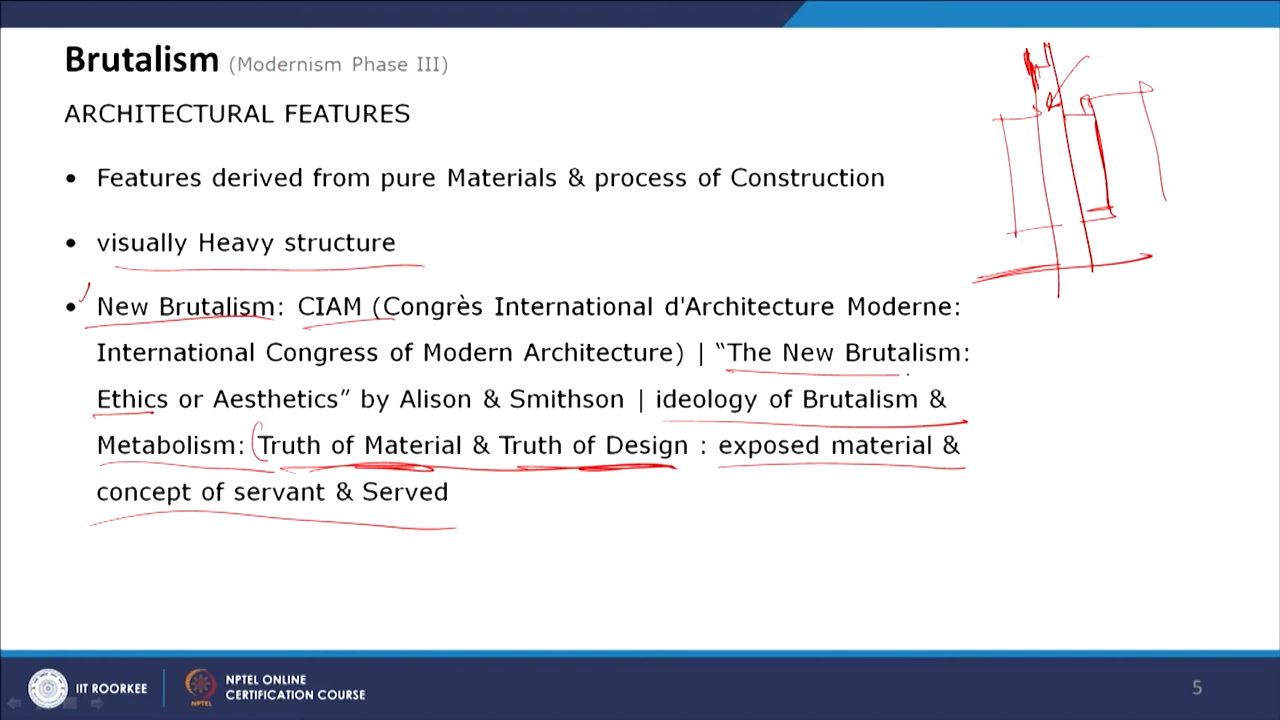 Brutalism (Modernism Phase III)
ARCHITECTURAL FEATURES
• Features derived from pure Materials & process of Construction
• visually Heavy structure
• New Brutalism: CIAM (Congrès International d'Architecture Moderne:
International Congress of Modern Architecture) | “The New Brutalism:
Ethics or Aesthetics” by Alison & Smithson | ideology of Brutalism &
Metabolism: Truth of Material & Truth of Design : exposed material &
concept of servant & Served
IIT ROORKEE
NPTEL ONLINE
CERTIFICATION COURSE
NPTEL
5